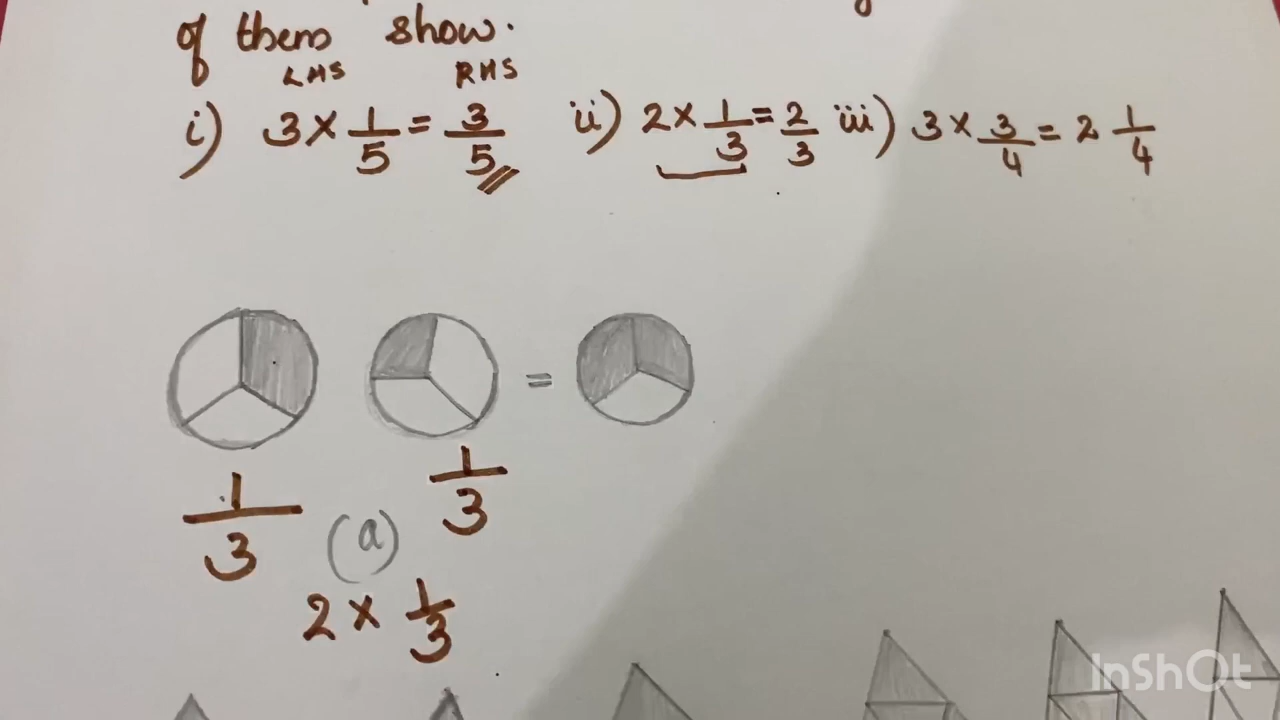 of them show.
LHS RHS
i) 3 × 1/5 = 3/5 ii) 2 × 1/3 = 2/3 iii) 3 × 3/4 = 2 1/4
=
1/3 1/3
(a)
2 × 1/3
InShOt